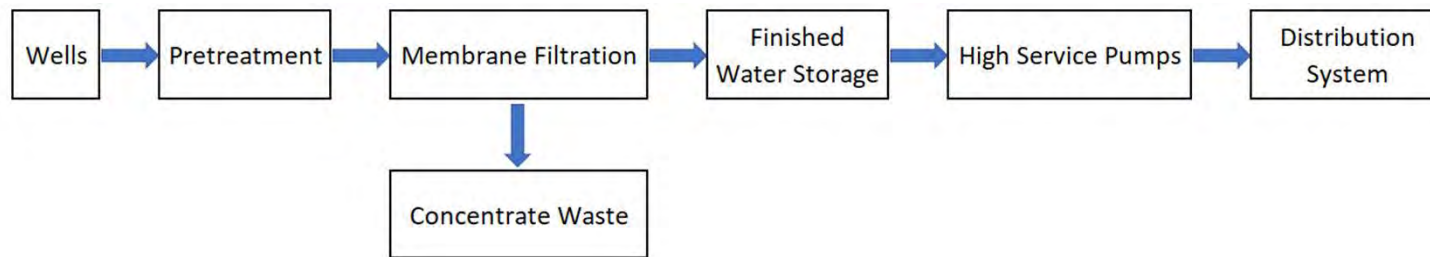 Wells
Pretreatment
Membrane Filtration
Finished
Water Storage
High Service Pumps
Distribution
System
Concentrate Waste